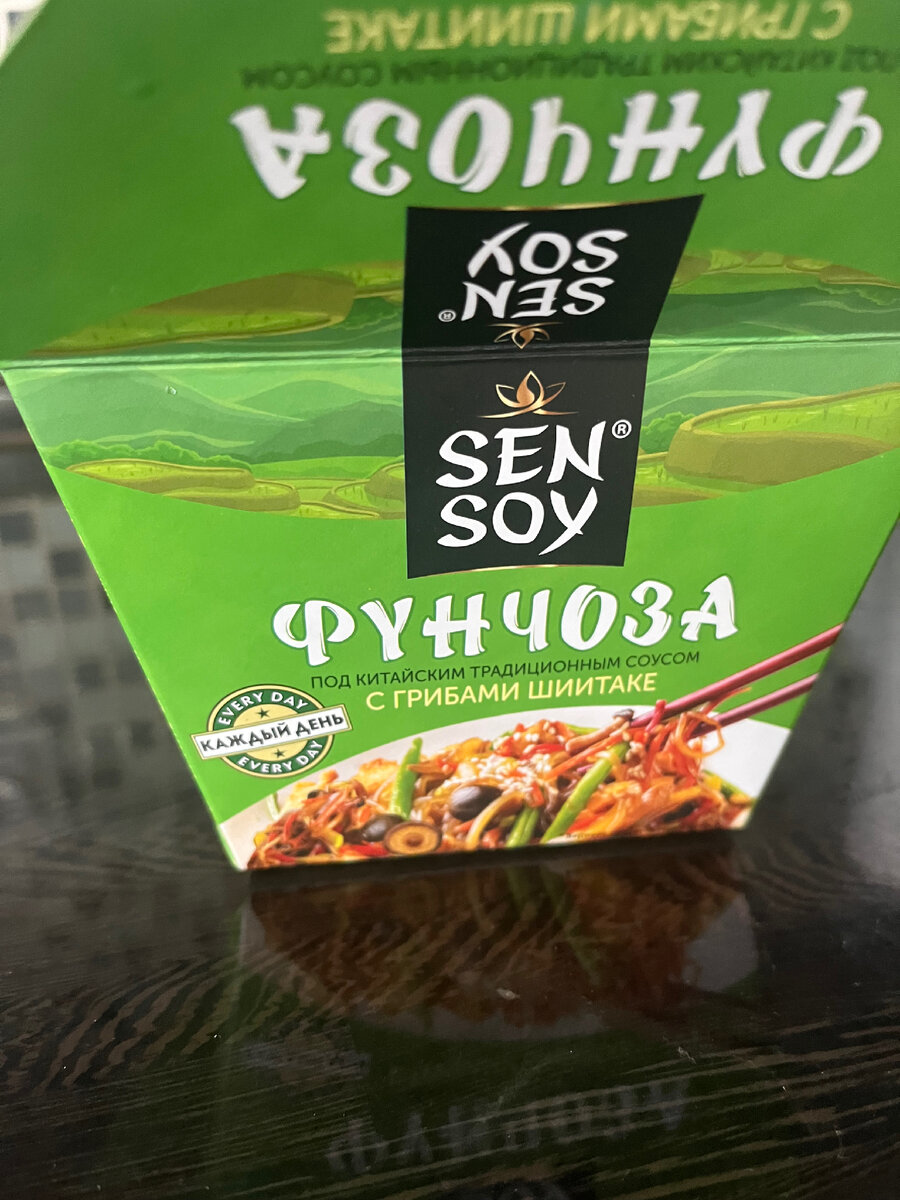 С ГРИБАМИ ШИИТАКЕ
ПОД КИТАЙСКИМ ТРАДИЦИОННЫМ СОУСОМ
ФУНЧОЗА
SEN®
SOY
SEN®
SOY
ФУНЧОЗА
ПОД КИТАЙСКИМ ТРАДИЦИОННЫМ СОУСОМ
С ГРИБАМИ ШИИТАКЕ
EVERY DAY
КАЖДЫЙ ДЕНЬ
EVERY DAY